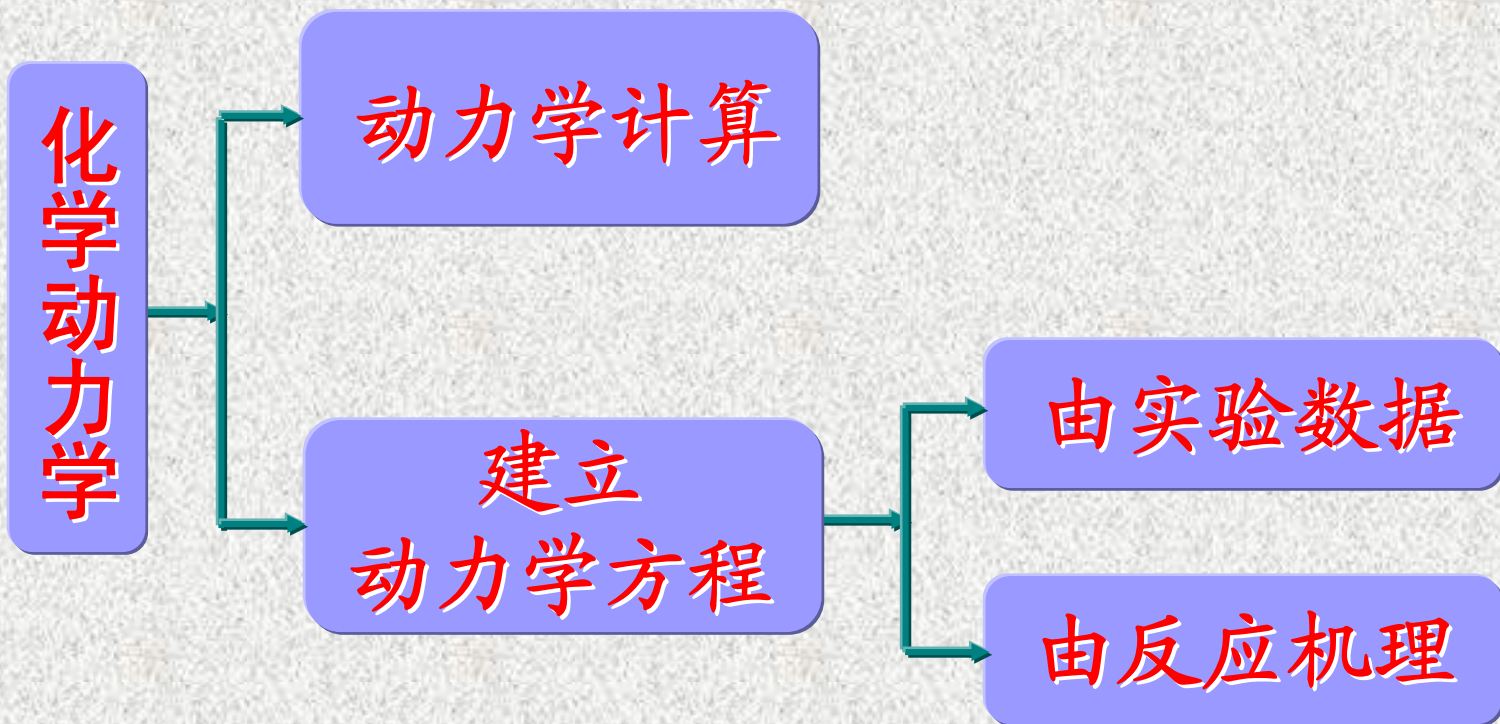 化学动力学
动力学计算
建立
动力学方程
由实验数据
由反应机理